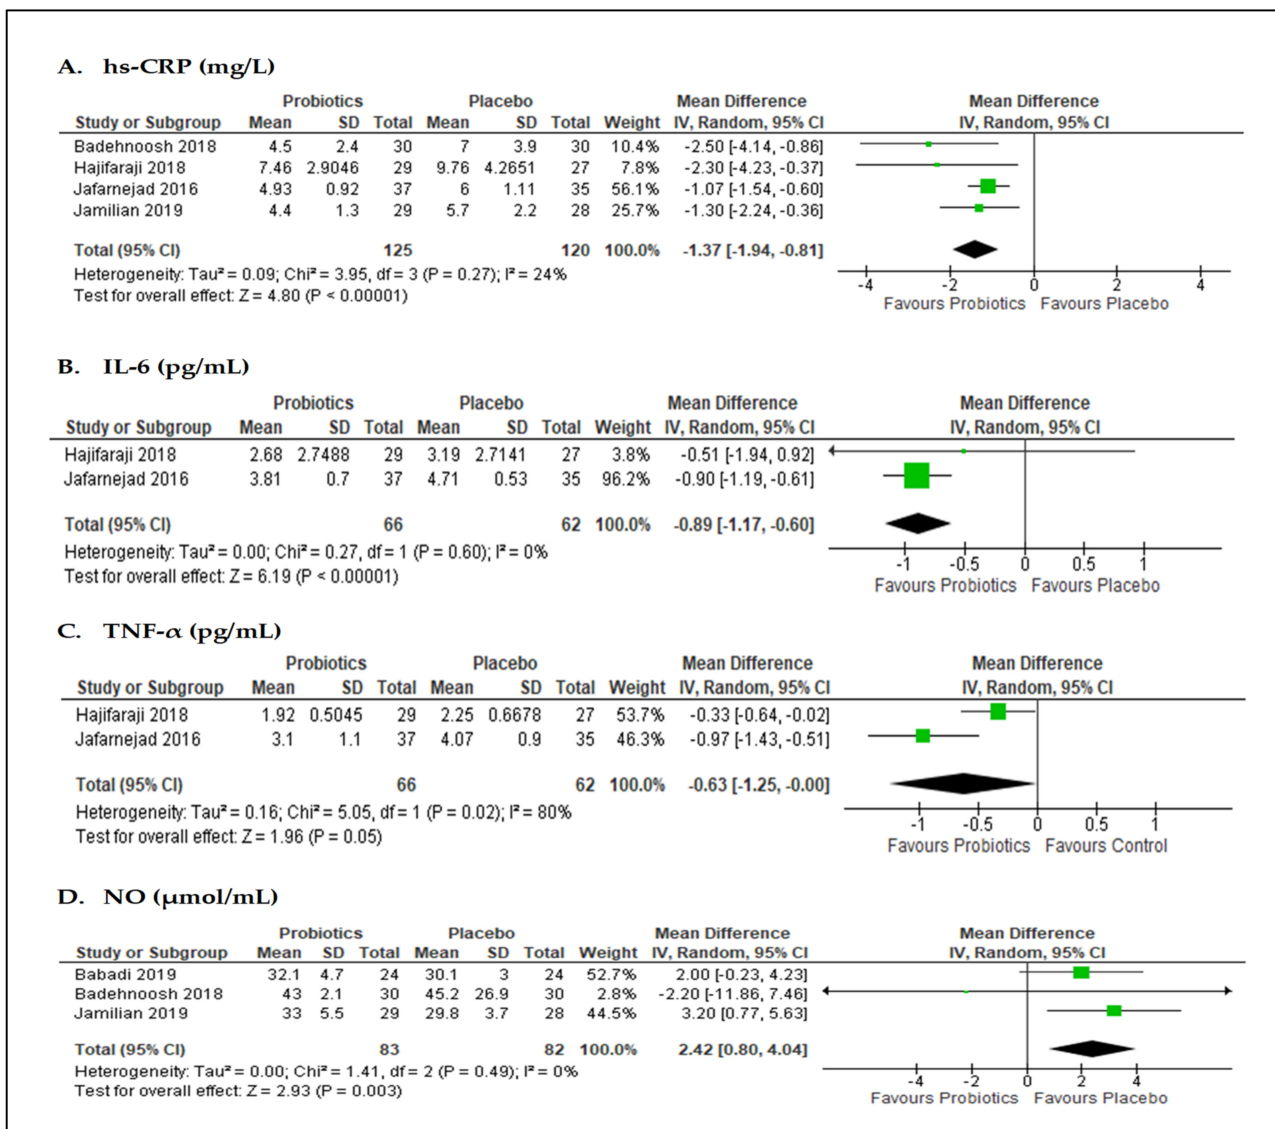 A. hs-CRP (mg/L)
Probiotics Placebo Mean Difference Mean Difference
Study or Subgroup Mean SD Total Mean SD Total Weight IV, Random, 95% CI IV, Random, 95% CI
Badehnoosh 2018 4.5 2.4 30 7 3.9 30 10.4% -2.50 [-4.14, -0.86]
Hajifaraji 2018 7.46 2.9046 29 9.76 4.2651 27 7.8% -2.30 [-4.23, -0.37]
Jafarnejad 2016 4.93 0.92 37 6 1.11 35 56.1% -1.07 [-1.54, -0.60]
Jamilian 2019 4.4 1.3 29 5.7 2.2 28 25.7% -1.30 [-2.24, -0.36]
Total (95% CI) 125 120 100.0% -1.37 [-1.94, -0.81]
Heterogeneity: Tau² = 0.09; Chi² = 3.95, df = 3 (P = 0.27); I² = 24%
Test for overall effect: Z = 4.80 (P < 0.00001)
-4 -2 0 2 4
Favours Probiotics Favours Placebo
B. IL-6 (pg/mL)
Probiotics Placebo Mean Difference Mean Difference
Study or Subgroup Mean SD Total Mean SD Total Weight IV, Random, 95% CI IV, Random, 95% CI
Hajifaraji 2018 2.68 2.7488 29 3.19 2.7141 27 3.8% -0.51 [-1.94, 0.92]
Jafarnejad 2016 3.81 0.7 37 4.71 0.53 35 96.2% -0.90 [-1.19, -0.61]
Total (95% CI) 66 62 100.0% -0.89 [-1.17, -0.60]
Heterogeneity: Tau² = 0.00; Chi² = 0.27, df = 1 (P = 0.60); I² = 0%
Test for overall effect: Z = 6.19 (P < 0.00001)
-1 -0.5 0 0.5 1
Favours Probiotics Favours Placebo
C. TNF-α (pg/mL)
Probiotics Placebo Mean Difference Mean Difference
Study or Subgroup Mean SD Total Mean SD Total Weight IV, Random, 95% CI IV, Random, 95% CI
Hajifaraji 2018 1.92 0.5045 29 2.25 0.6678 27 53.7% -0.33 [-0.64, -0.02]
Jafarnejad 2016 3.1 1.1 37 4.07 0.9 35 46.3% -0.97 [-1.43, -0.51]
Total (95% CI) 66 62 100.0% -0.63 [-1.25, -0.00]
Heterogeneity: Tau² = 0.16; Chi² = 5.05, df = 1 (P = 0.02); I² = 80%
Test for overall effect: Z = 1.96 (P = 0.05)
-1 -0.5 0 0.5 1
Favours Probiotics Favours Control
D. NO (µmol/mL)
Probiotics Placebo Mean Difference Mean Difference
Study or Subgroup Mean SD Total Mean SD Total Weight IV, Random, 95% CI IV, Random, 95% CI
Babadi 2019 32.1 4.7 24 30.1 3 24 52.7% 2.00 [-0.23, 4.23]
Badehnoosh 2018 43 2.1 30 45.2 26.9 30 2.8% -2.20 [-11.86, 7.46]
Jamilian 2019 33 5.5 29 29.8 3.7 28 44.5% 3.20 [0.77, 5.63]
Total (95% CI) 83 82 100.0% 2.42 [0.80, 4.04]
Heterogeneity: Tau² = 0.00; Chi² = 1.41, df = 2 (P = 0.49); I² = 0%
Test for overall effect: Z = 2.93 (P = 0.003)
-4 -2 0 2 4
Favours Probiotics Favours Placebo